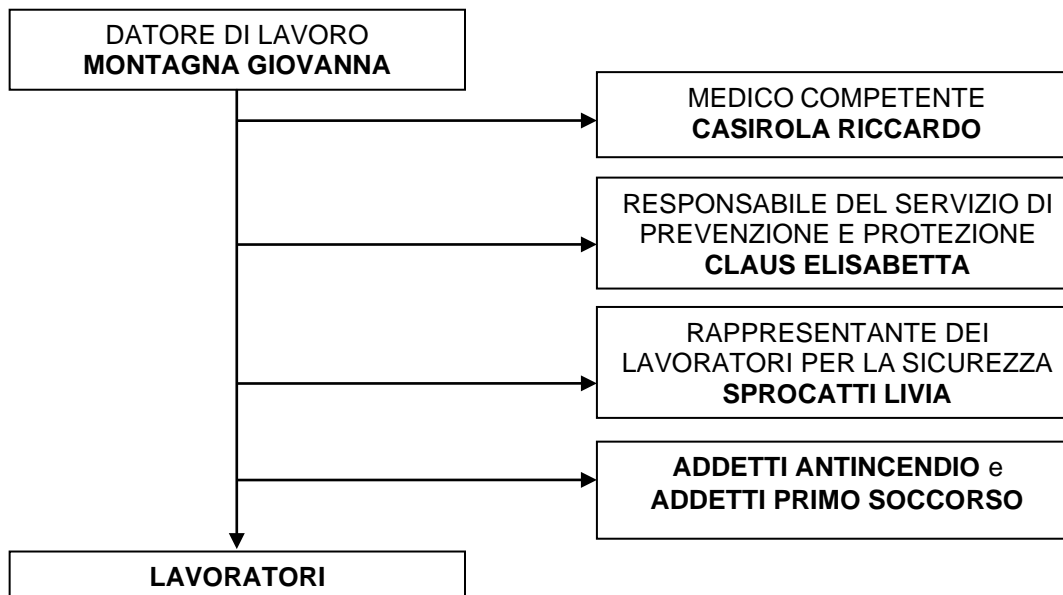 DATORE DI LAVORO
MONTAGNA GIOVANNA
MEDICO COMPETENTE
CASIROLA RICCARDO
RESPONSABILE DEL SERVIZIO DI
PREVENZIONE E PROTEZIONE
CLAUS ELISABETTA
RAPPRESENTANTE DEI
LAVORATORI PER LA SICUREZZA
SPROCATTI LIVIA
ADDETTI ANTINCENDIO e
ADDETTI PRIMO SOCCORSO
LAVORATORI